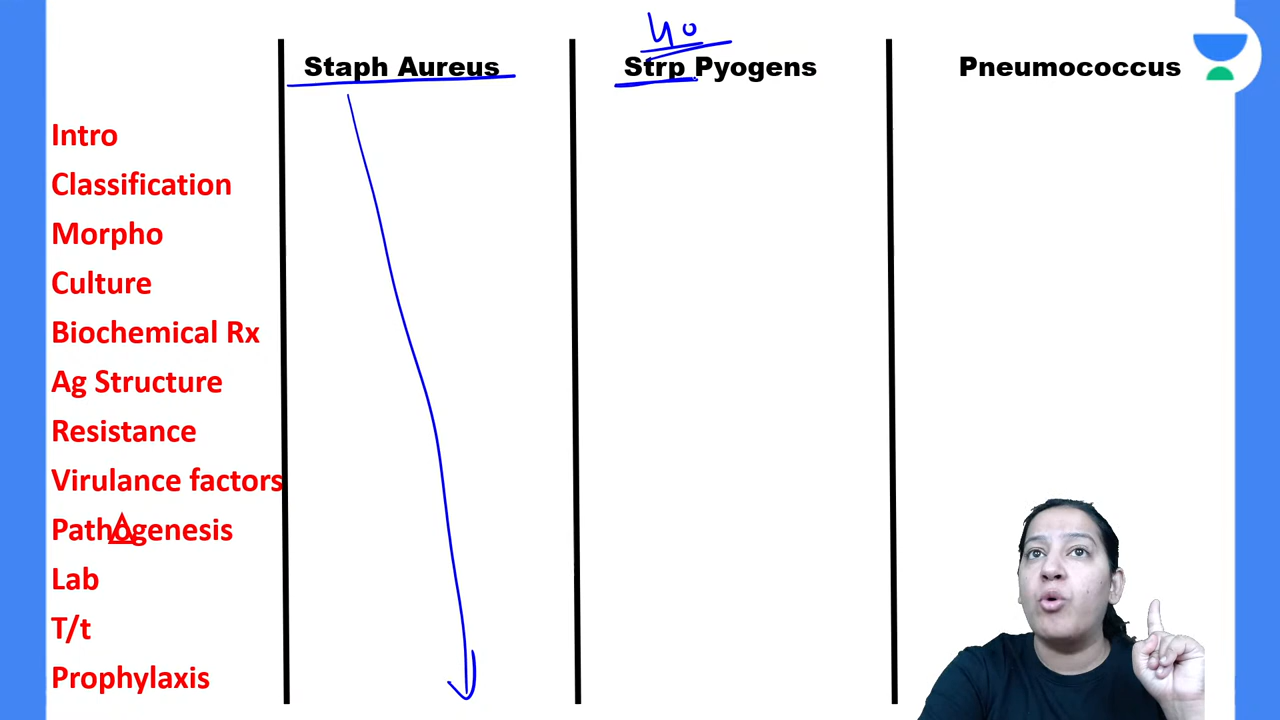 40
Staph Aureus Strp Pyogens Pneumococcus
Intro
Classification
Morpho
Culture
Biochemical Rx
Ag Structure
Resistance
Virulance factors
Pathogenesis
Lab
T/t
Prophylaxis